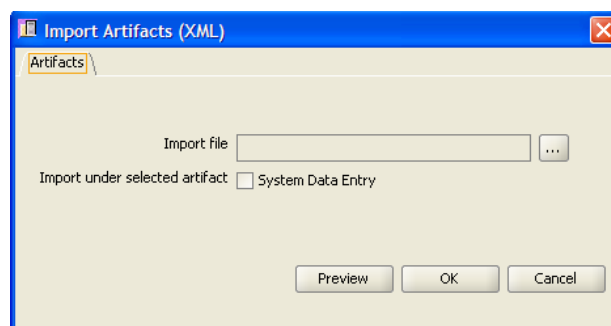 Import Artifacts (XML)
Artifacts
Import file
...
Import under selected artifact System Data Entry
Preview OK Cancel